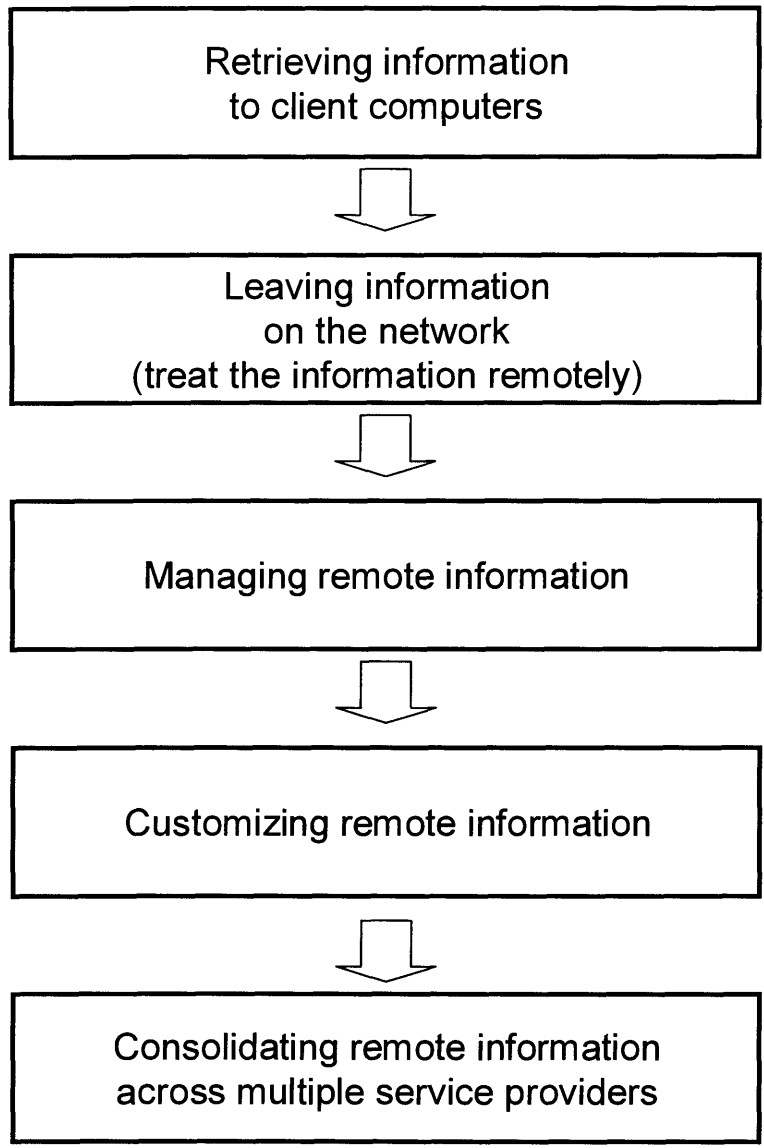 Retrieving information
to client computers
Leaving information
on the network
(treat the information remotely)
Managing remote information
Customizing remote information
Consolidating remote information
across multiple service providers